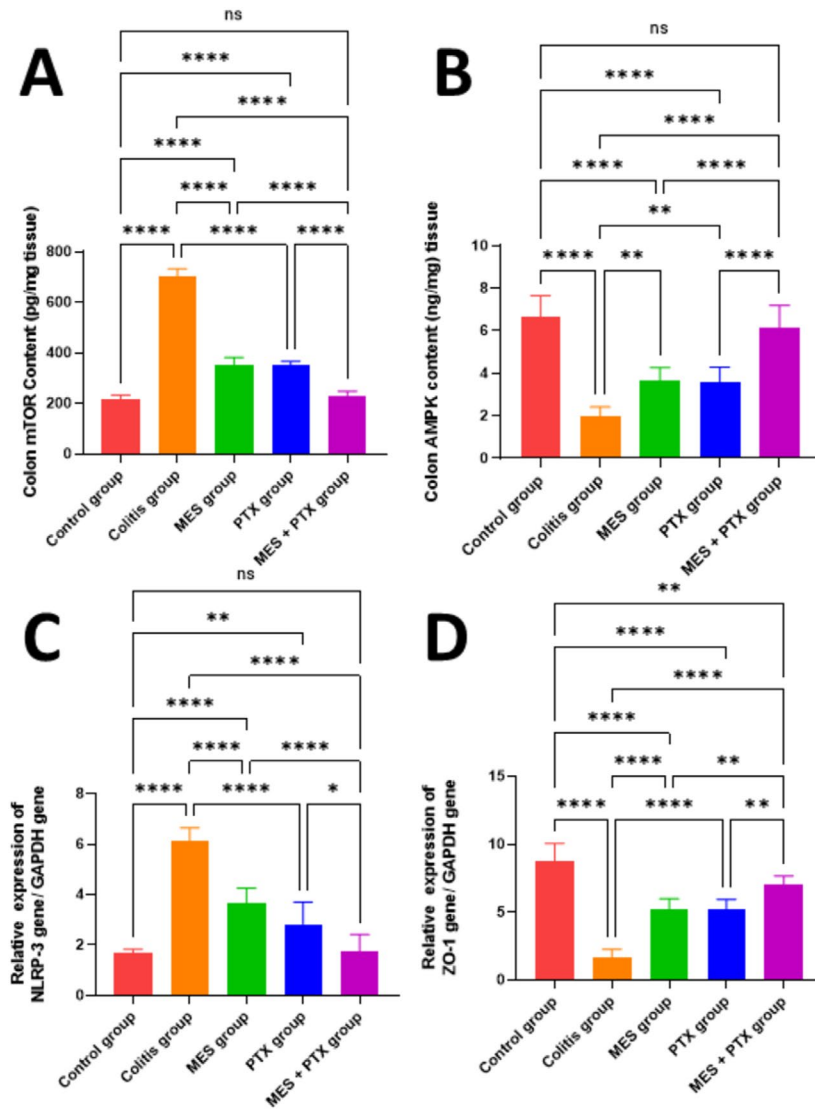 A
ns
****
****
****
**** ****
**** **** ****
Colon mTOR Content (pg/mg tissue)
800
600
400
200
0
Control group
Colitis group
MES group
PTX group
MES + PTX group
B
ns
****
****
**** ****
**
**** ** ****
Colon AMPK content (ng/mg) tissue
10
8
6
4
2
0
Control group
Colitis group
MES group
PTX group
MES + PTX group
C
ns
**
****
****
**** ****
**** **** *
Relative expression of
NLRP-3 gene/ GAPDH gene
8
6
4
2
0
Control group
Colitis group
MES group
PTX group
MES + PTX group
D
**
****
****
****
**** **
**** **** **
Relative expression of
ZO-1 gene/ GAPDH gene
15
10
5
0
Control group
Colitis group
MES group
PTX group
MES + PTX group